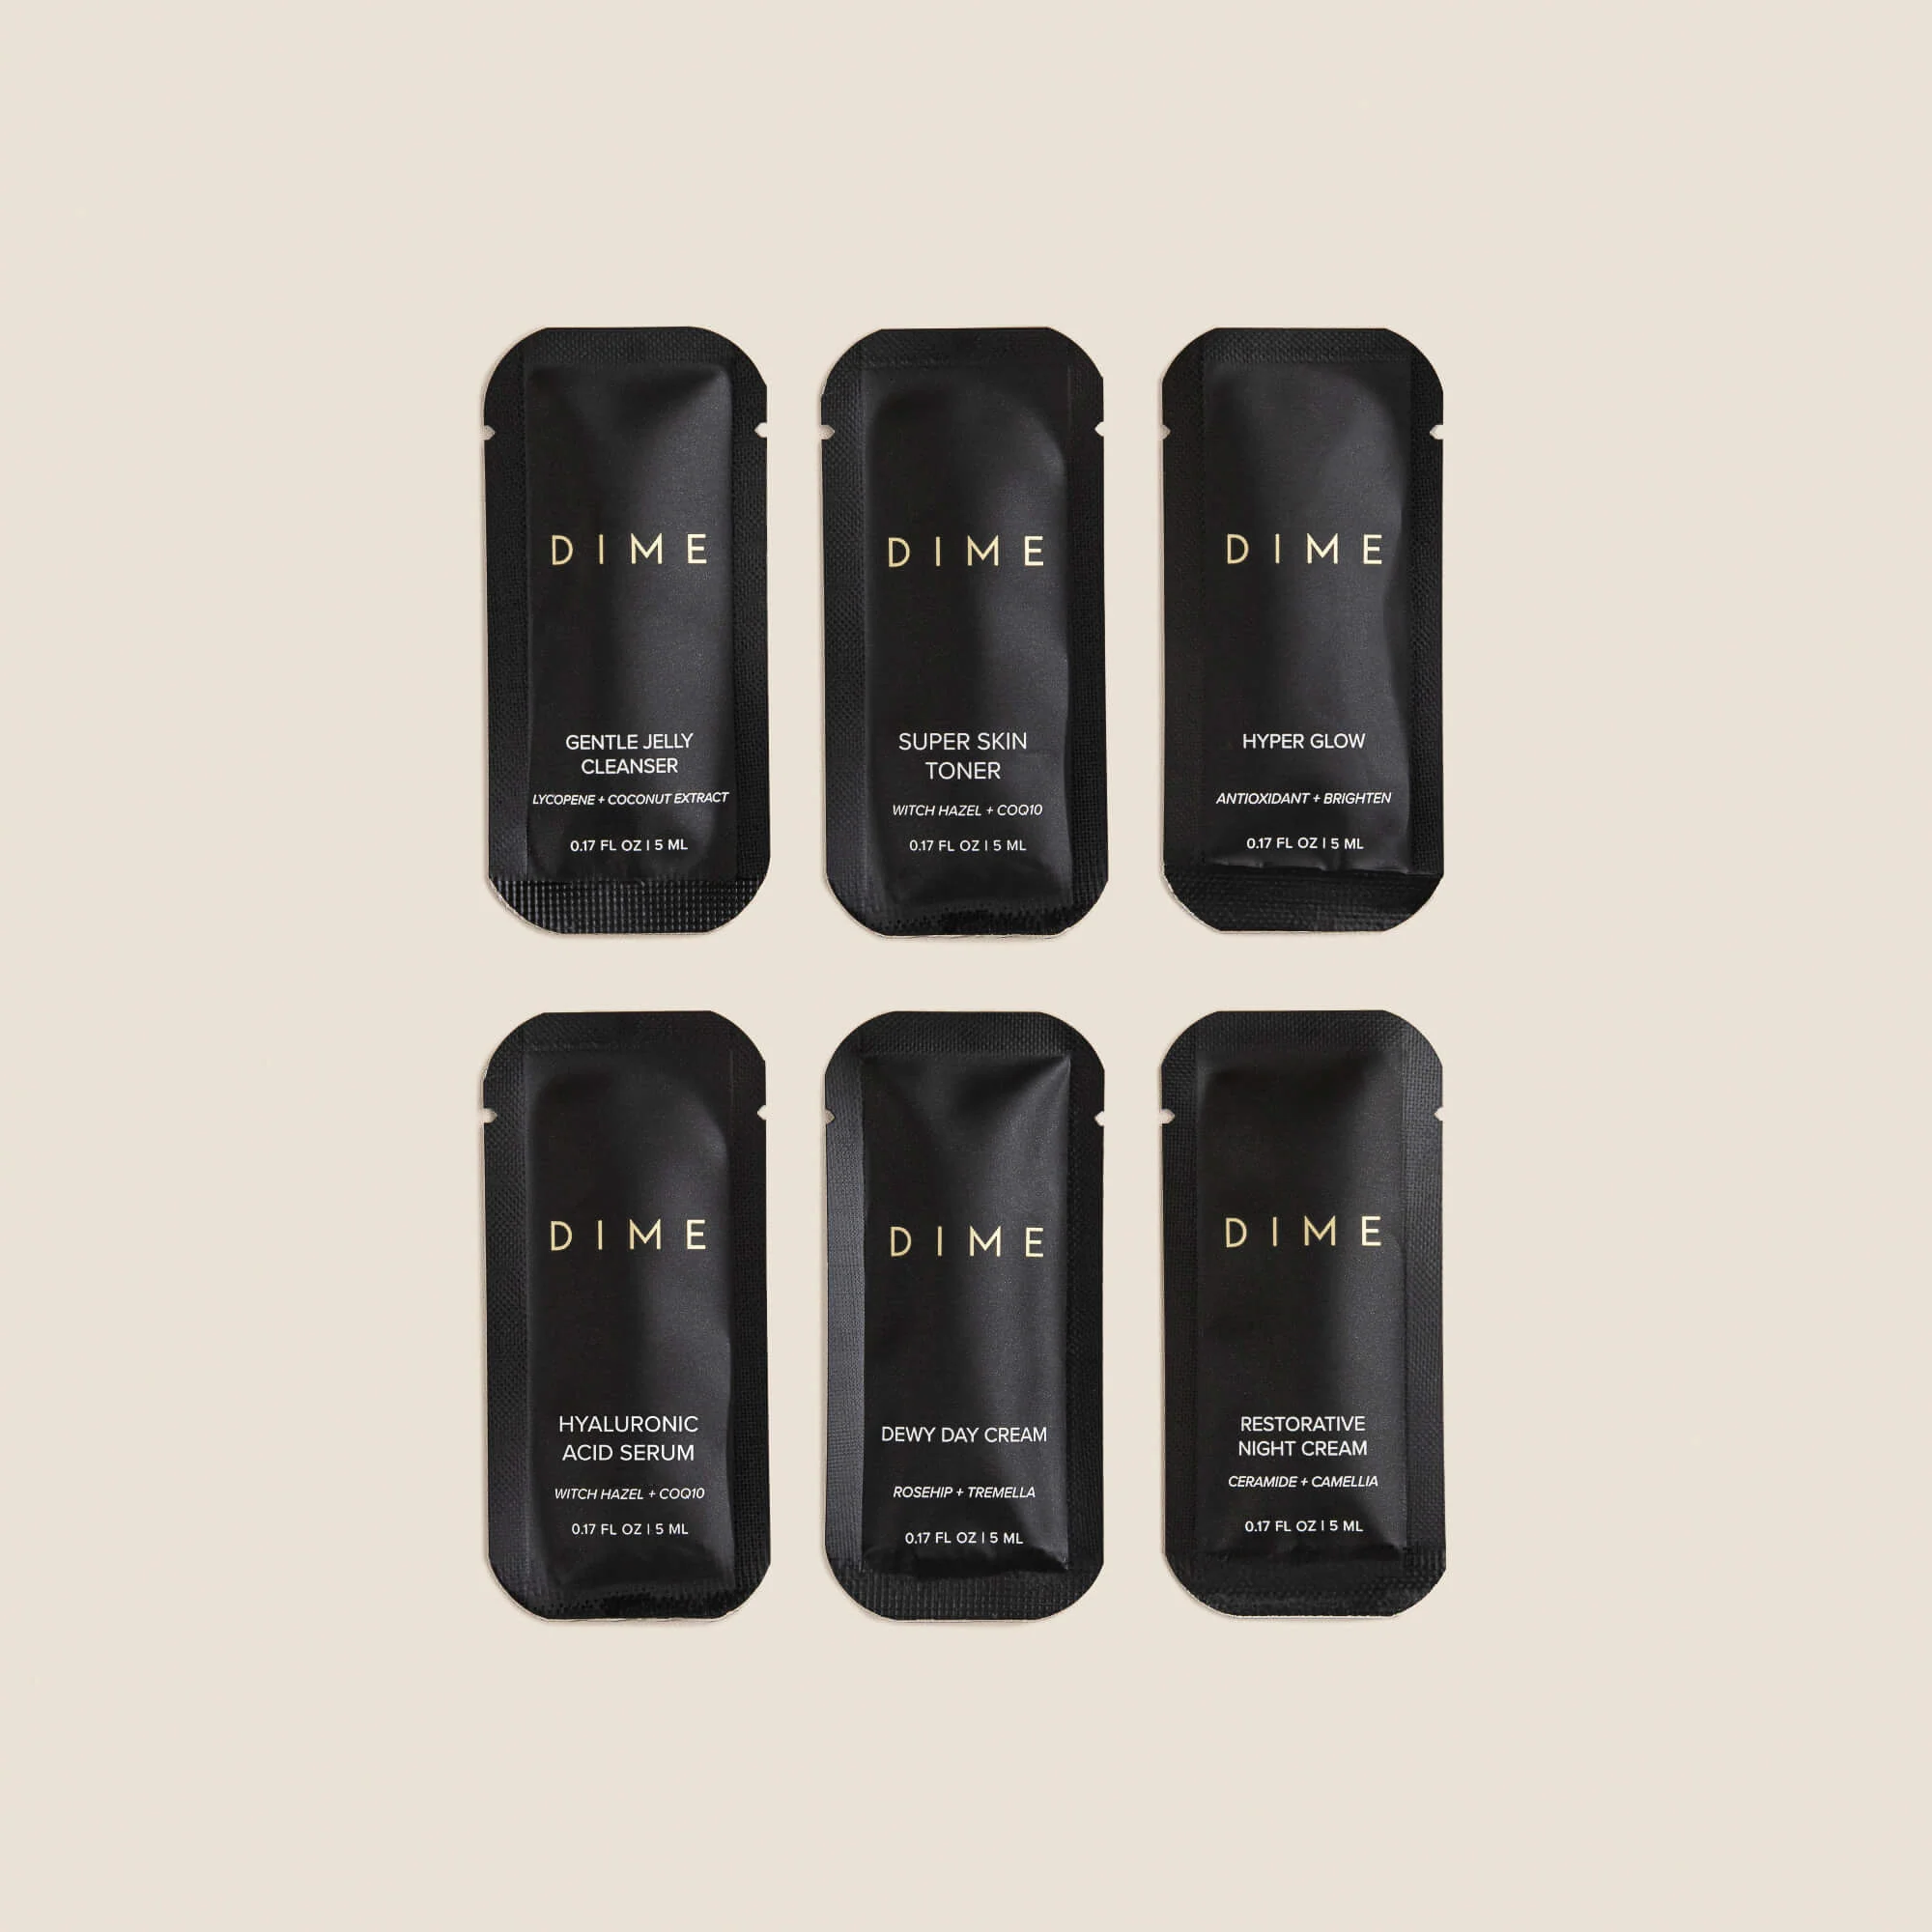 DIME
GENTLE JELLY
CLEANSER
LYCOPENE + COCONUT EXTRACT
0.17 FL OZ | 5 ML
DIME
SUPER SKIN
TONER
WITCH HAZEL + COQ10
0.17 FL OZ | 5 ML
DIME
HYPER GLOW
ANTIOXIDANT + BRIGHTEN
0.17 FL OZ | 5 ML
DIME
HYALURONIC
ACID SERUM
WITCH HAZEL + COQ10
0.17 FL OZ | 5 ML
DIME
DEWY DAY CREAM
ROSEHIP + TREMELLA
0.17 FL OZ | 5 ML
DIME
RESTORATIVE
NIGHT CREAM
CERAMIDE + CAMELLIA
0.17 FL OZ | 5 ML